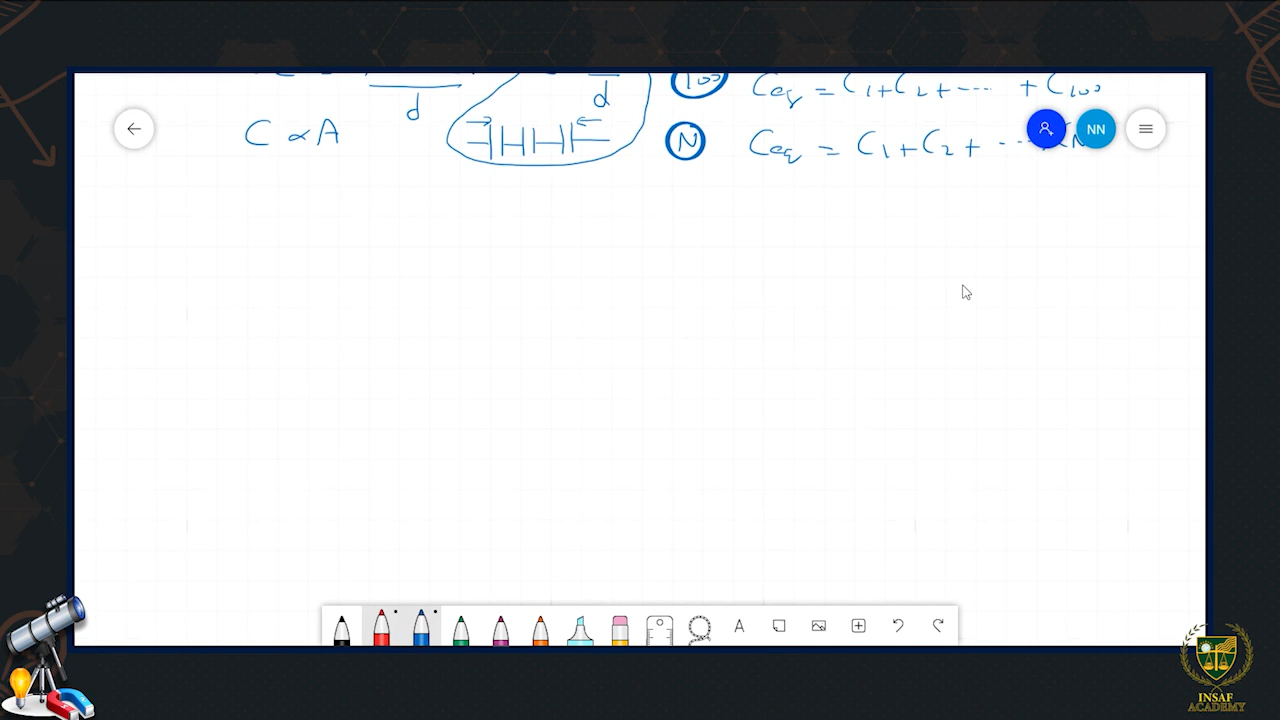 d
d
100
Ceq = C1+C2+---- + C100
C ∝ A
N
Ceq = C1+C2+ ---
NN
A
INSAF
ACADEMY